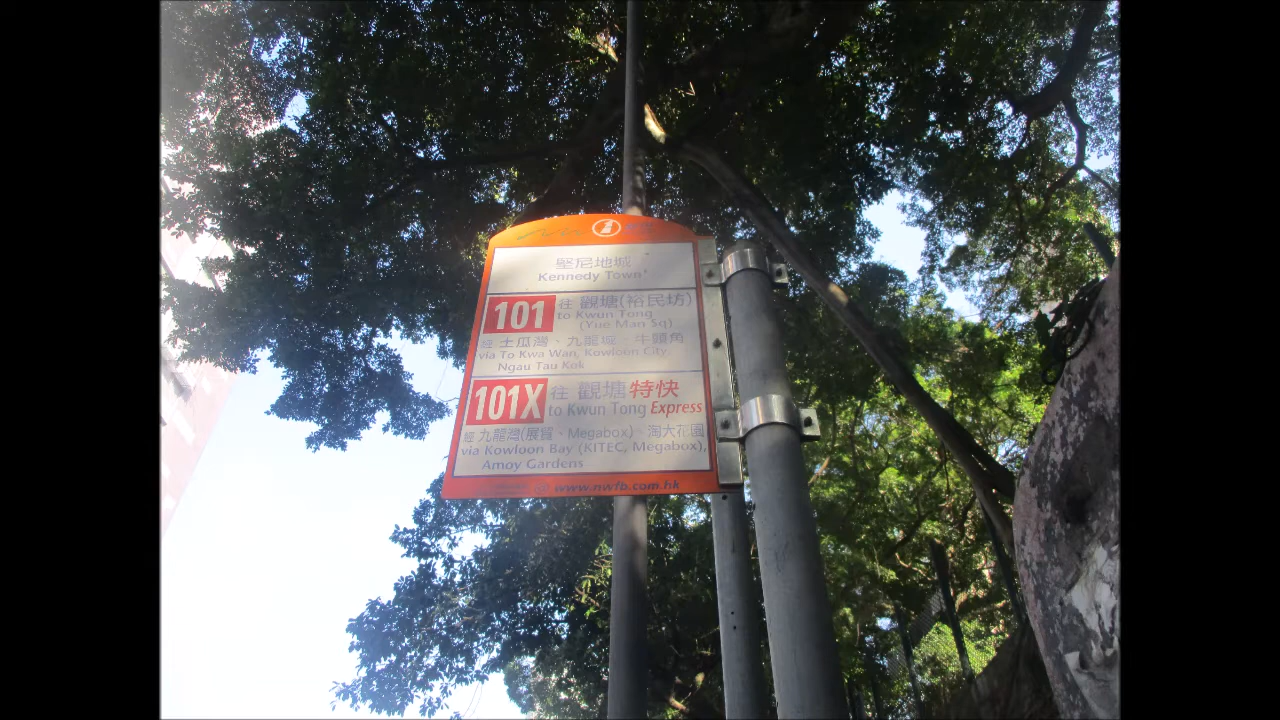 堅尼地城
Kennedy Town
101 往 觀塘(裕民坊)
to Kwun Tong
(Yue Man Sq)
經 土瓜灣、九龍城、牛頭角
via To Kwa Wan, Kowloon City,
Ngau Tau Kok
101X 往 觀塘特快
to Kwun Tong Express
經 九龍灣(展貿、Megabox)、淘大花園
via Kowloon Bay (KITEC, Megabox),
Amoy Gardens
www.nwfb.com.hk